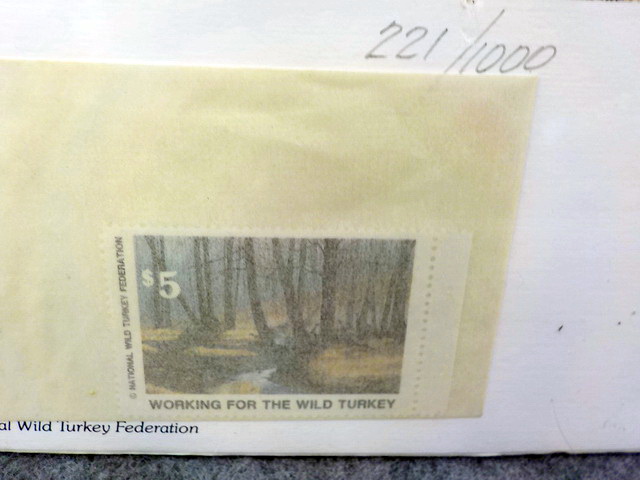 221/1000
© NATIONAL WILD TURKEY FEDERATION
$5
WORKING FOR THE WILD TURKEY
al Wild Turkey Federation